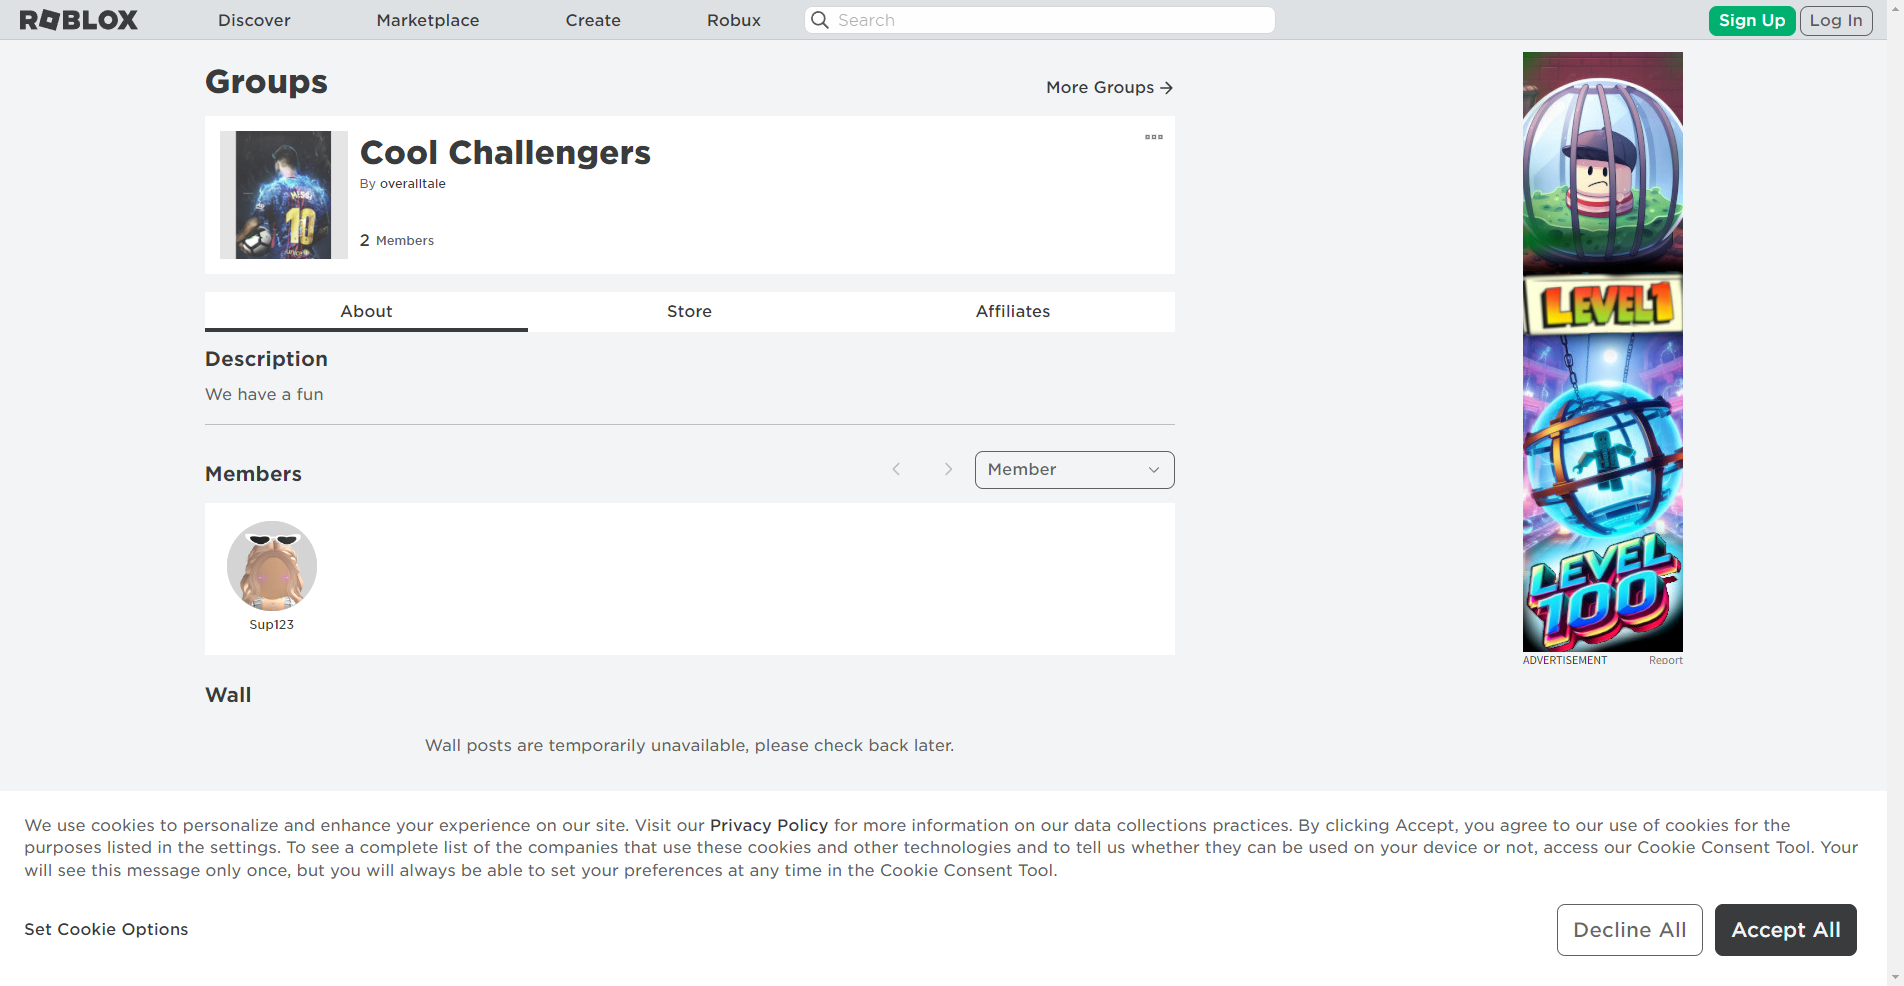 ROBLOX Discover Marketplace Create Robux Search Sign Up Log In
Groups
More Groups
Cool Challengers
By overalltale
2 Members
MESSI
10
unicef
About Store Affiliates
Description
We have a fun
Members
Member
Sup123
Wall
Wall posts are temporarily unavailable, please check back later.
LEVEL 1
LEVEL
100
ADVERTISEMENT Report
We use cookies to personalize and enhance your experience on our site. Visit our Privacy Policy for more information on our data collections practices. By clicking Accept, you agree to our use of cookies for the
purposes listed in the settings. To see a complete list of the companies that use these cookies and other technologies and to tell us whether they can be used on your device or not, access our Cookie Consent Tool. Your
will see this message only once, but you will always be able to set your preferences at any time in the Cookie Consent Tool.
Set Cookie Options
Decline All
Accept All